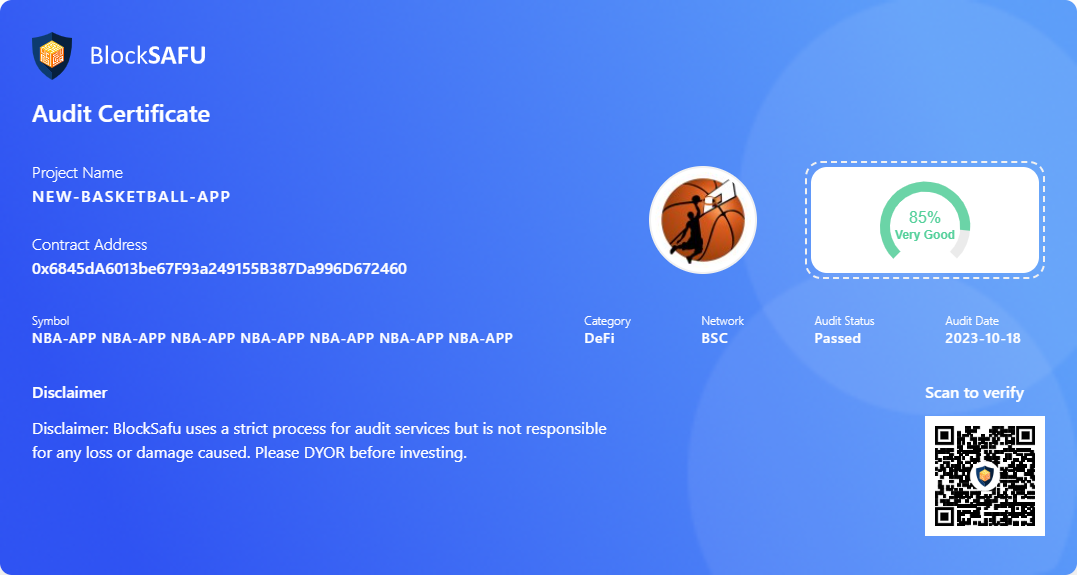 BlockSAFU
Audit Certificate
Project Name
NEW-BASKETBALL-APP
Contract Address
0x6845dA6013be67F93a249155B387Da996D672460
85%
Very Good
Symbol
NBA-APP NBA-APP NBA-APP NBA-APP NBA-APP NBA-APP NBA-APP
Category
DeFi
Network
BSC
Audit Status
Passed
Audit Date
2023-10-18
Disclaimer
Disclaimer: BlockSafu uses a strict process for audit services but is not responsible
for any loss or damage caused. Please DYOR before investing.
Scan to verify